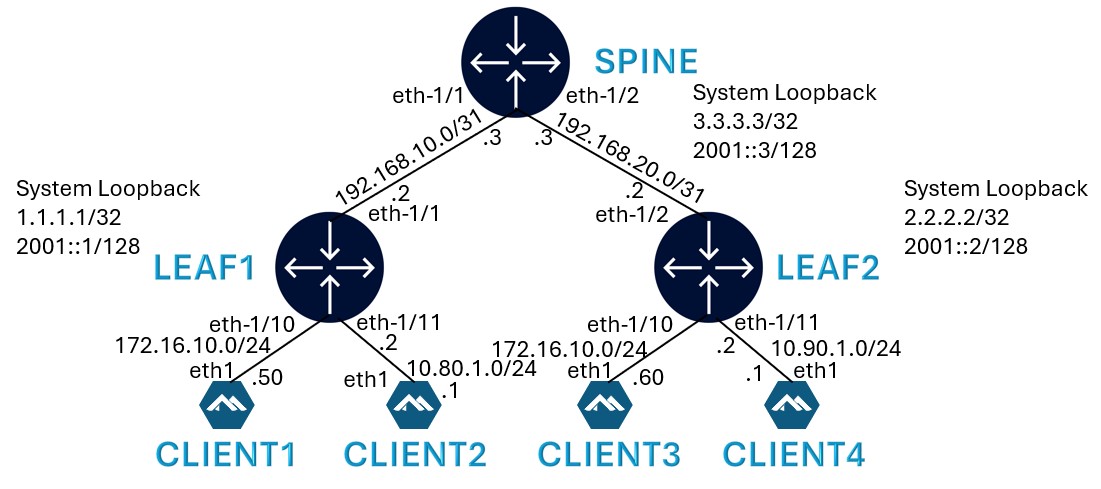 SPINE
eth-1/1
eth-1/2
System Loopback
3.3.3.3/32
2001::3/128
192.168.10.0/31
.3
.3
192.168.20.0/31
.2
.2
eth-1/1
eth-1/2
System Loopback
1.1.1.1/32
2001::1/128
LEAF1
System Loopback
2.2.2.2/32
2001::2/128
LEAF2
eth-1/10
eth-1/11
172.16.10.0/24
.2
eth1
.50
eth1
10.80.1.0/24
.1
eth-1/10
eth-1/11
172.16.10.0/24
.2
10.90.1.0/24
eth1
.60
.1
eth1
CLIENT1
CLIENT2
CLIENT3
CLIENT4